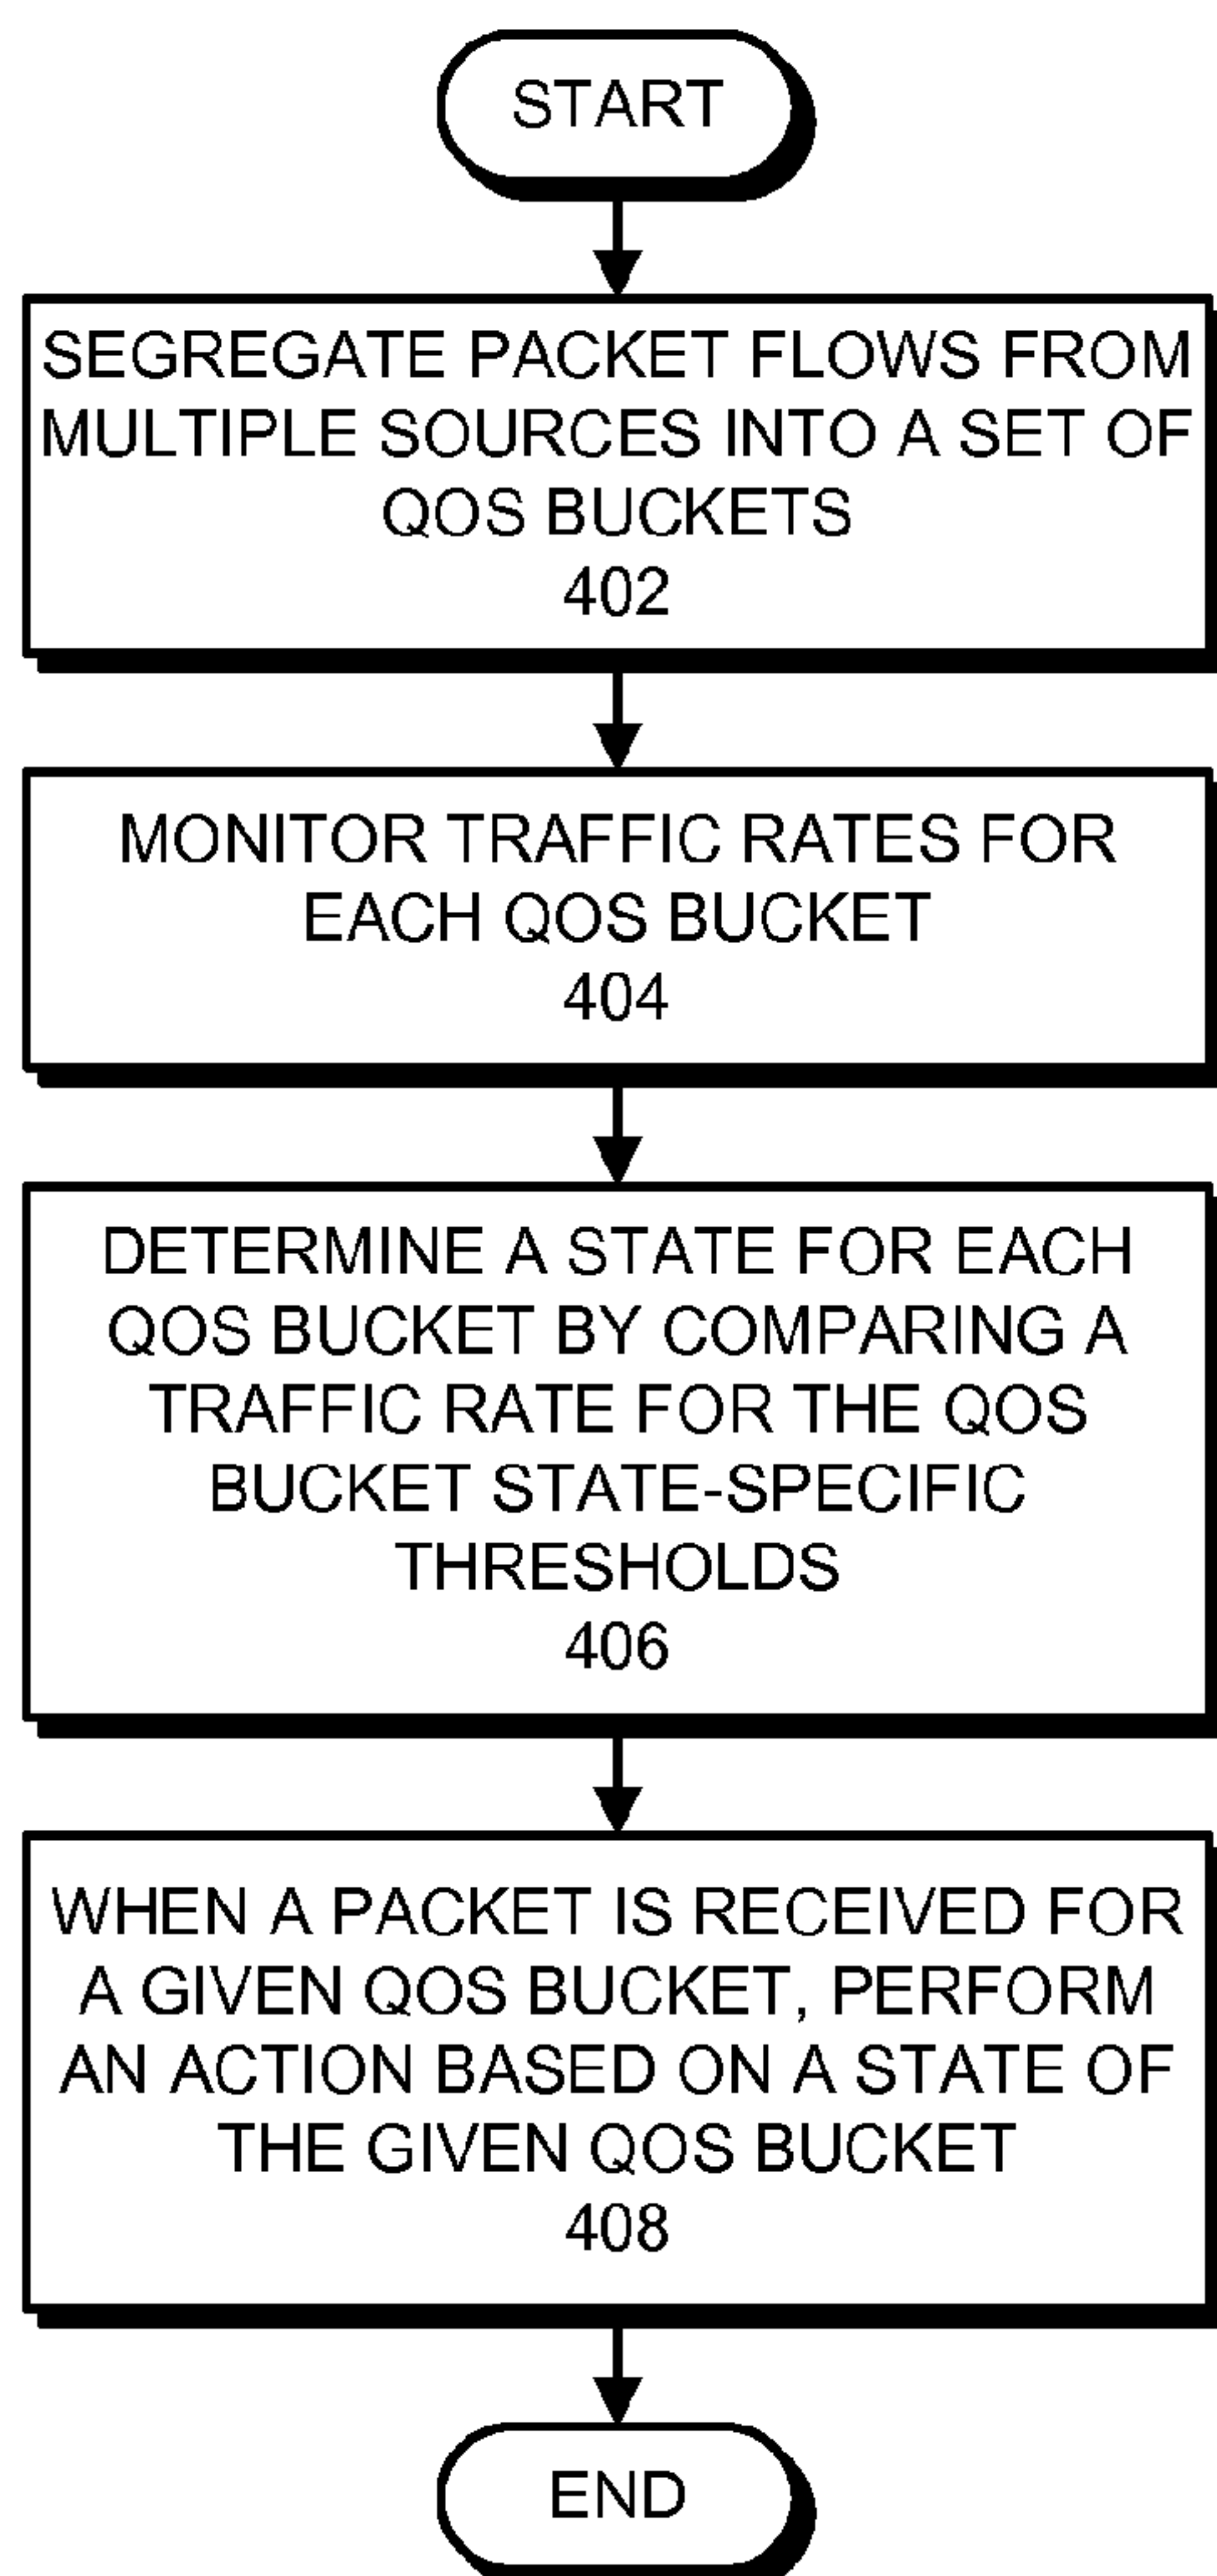 START
SEGREGATE PACKET FLOWS FROM
MULTIPLE SOURCES INTO A SET OF
QOS BUCKETS
402
MONITOR TRAFFIC RATES FOR
EACH QOS BUCKET
404
DETERMINE A STATE FOR EACH
QOS BUCKET BY COMPARING A
TRAFFIC RATE FOR THE QOS
BUCKET STATE-SPECIFIC
THRESHOLDS
406
WHEN A PACKET IS RECEIVED FOR
A GIVEN QOS BUCKET, PERFORM
AN ACTION BASED ON A STATE OF
THE GIVEN QOS BUCKET
408
END